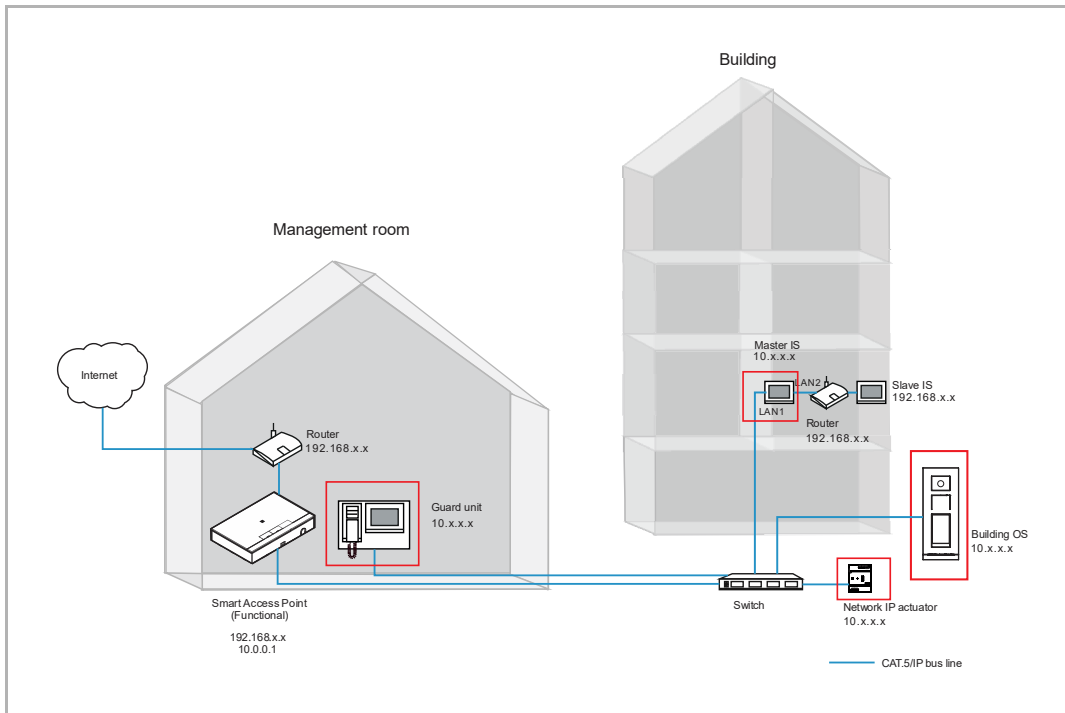 Building
Management room
Internet
Router
192.168.x.x
Guard unit
10.x.x.x
Smart Access Point
(Functional)
192.168.x.x
10.0.0.1
Master IS
10.x.x.x
LAN2
LAN1
Router
192.168.x.x
Slave IS
192.168.x.x
Building OS
10.x.x.x
Switch
Network IP actuator
10.x.x.x
CAT.5/IP bus line